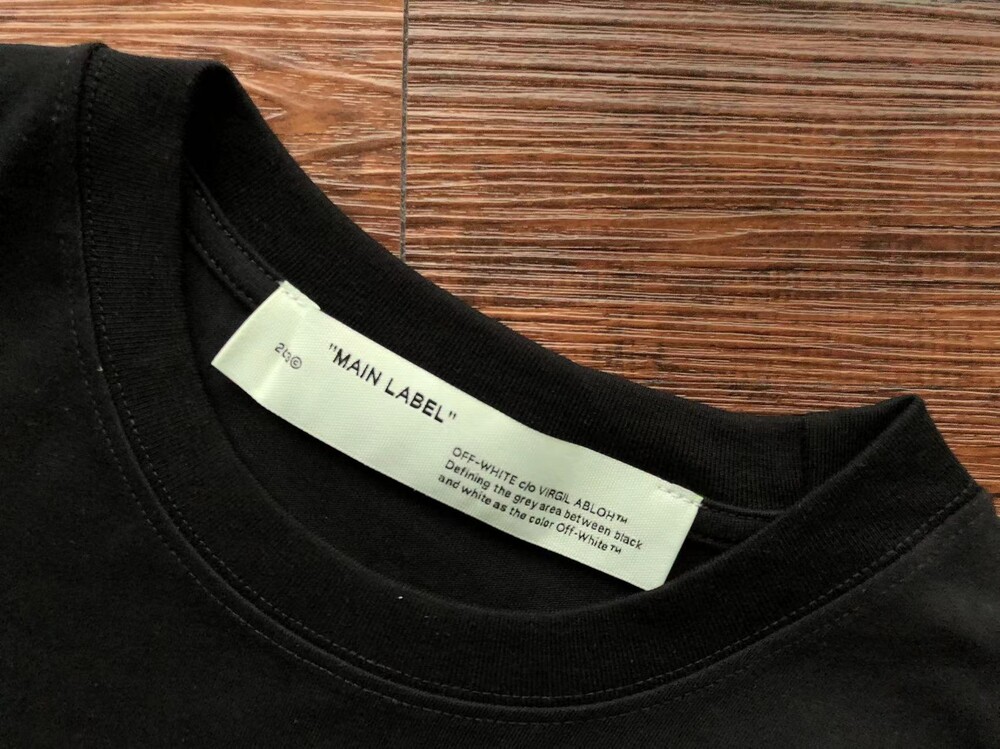 "MAIN LABEL"
OFF-WHITE c/o VIRGIL ABLOH™
Defining the grey area between black
and white as the color Off-White™